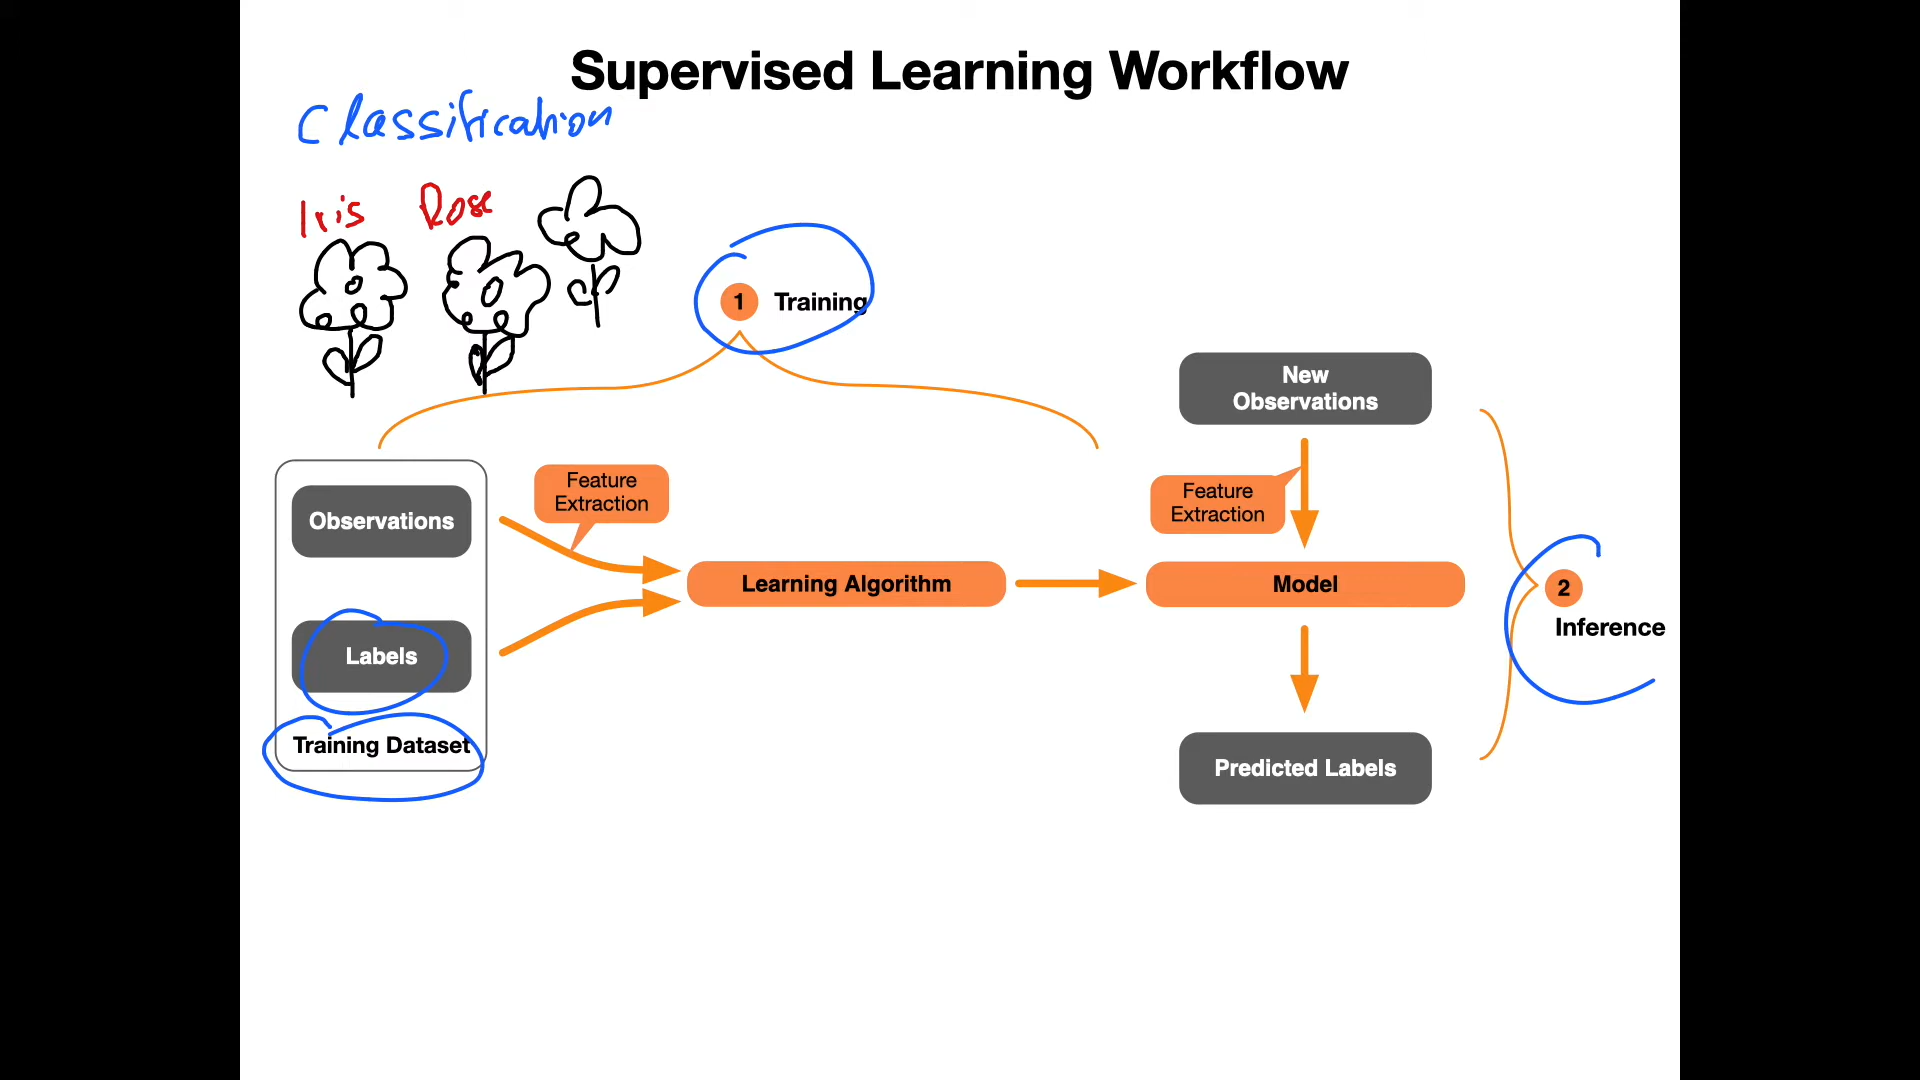 Supervised Learning Workflow
Classification
Iris Rose
1 Training
New
Observations
Feature
Extraction
Feature
Extraction
Observations
Learning Algorithm
Model
2
Inference
Labels
Training Dataset
Predicted Labels